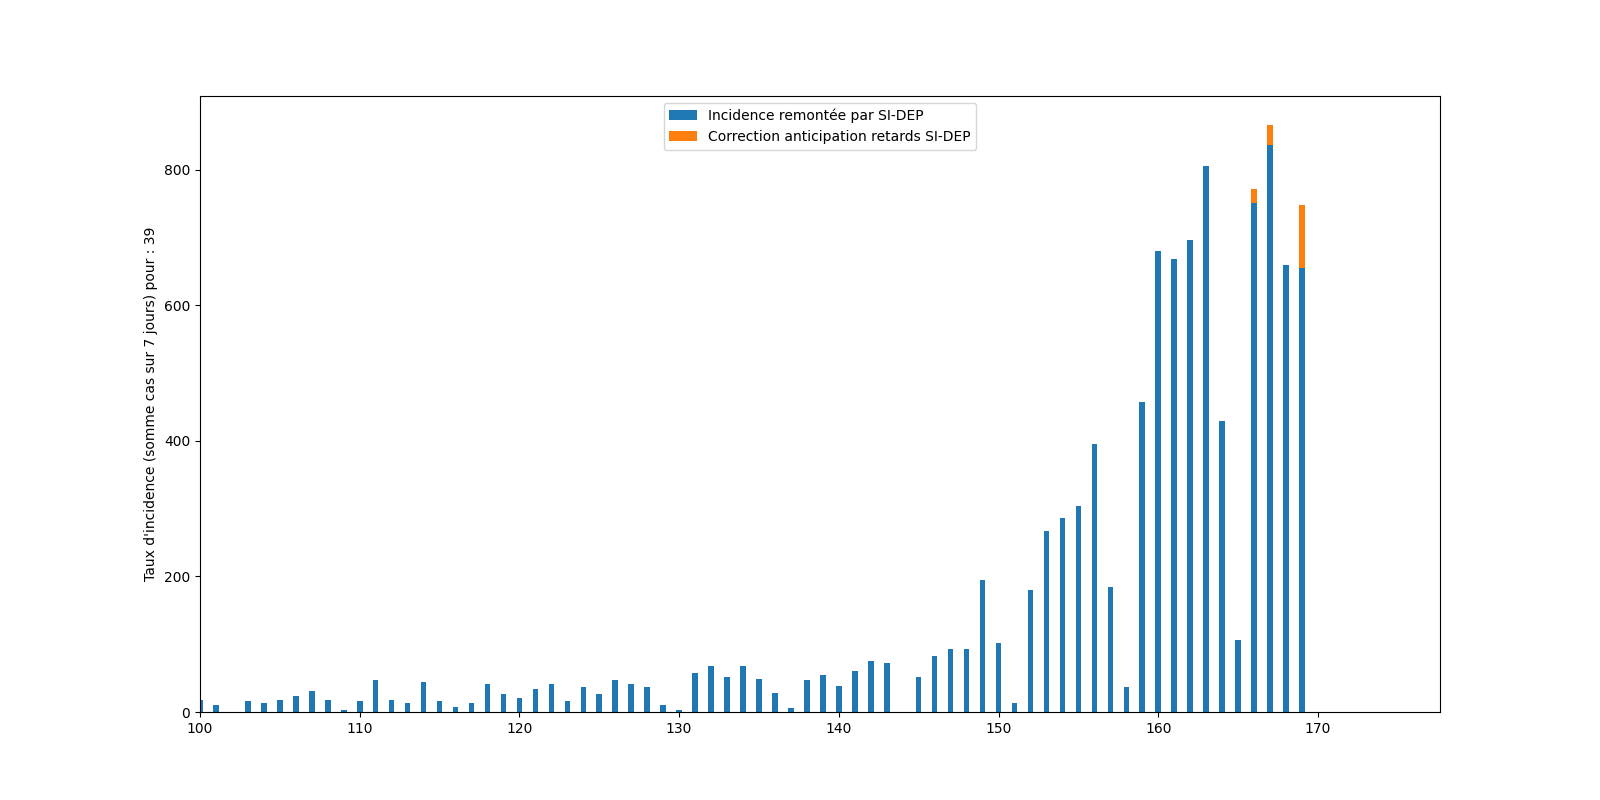 Incidence remontée par SI-DEP
Correction anticipation retards SI-DEP
Taux d'incidence (somme cas sur 7 jours) pour : 39
800
600
400
200
0
100 110 120 130 140 150 160 170